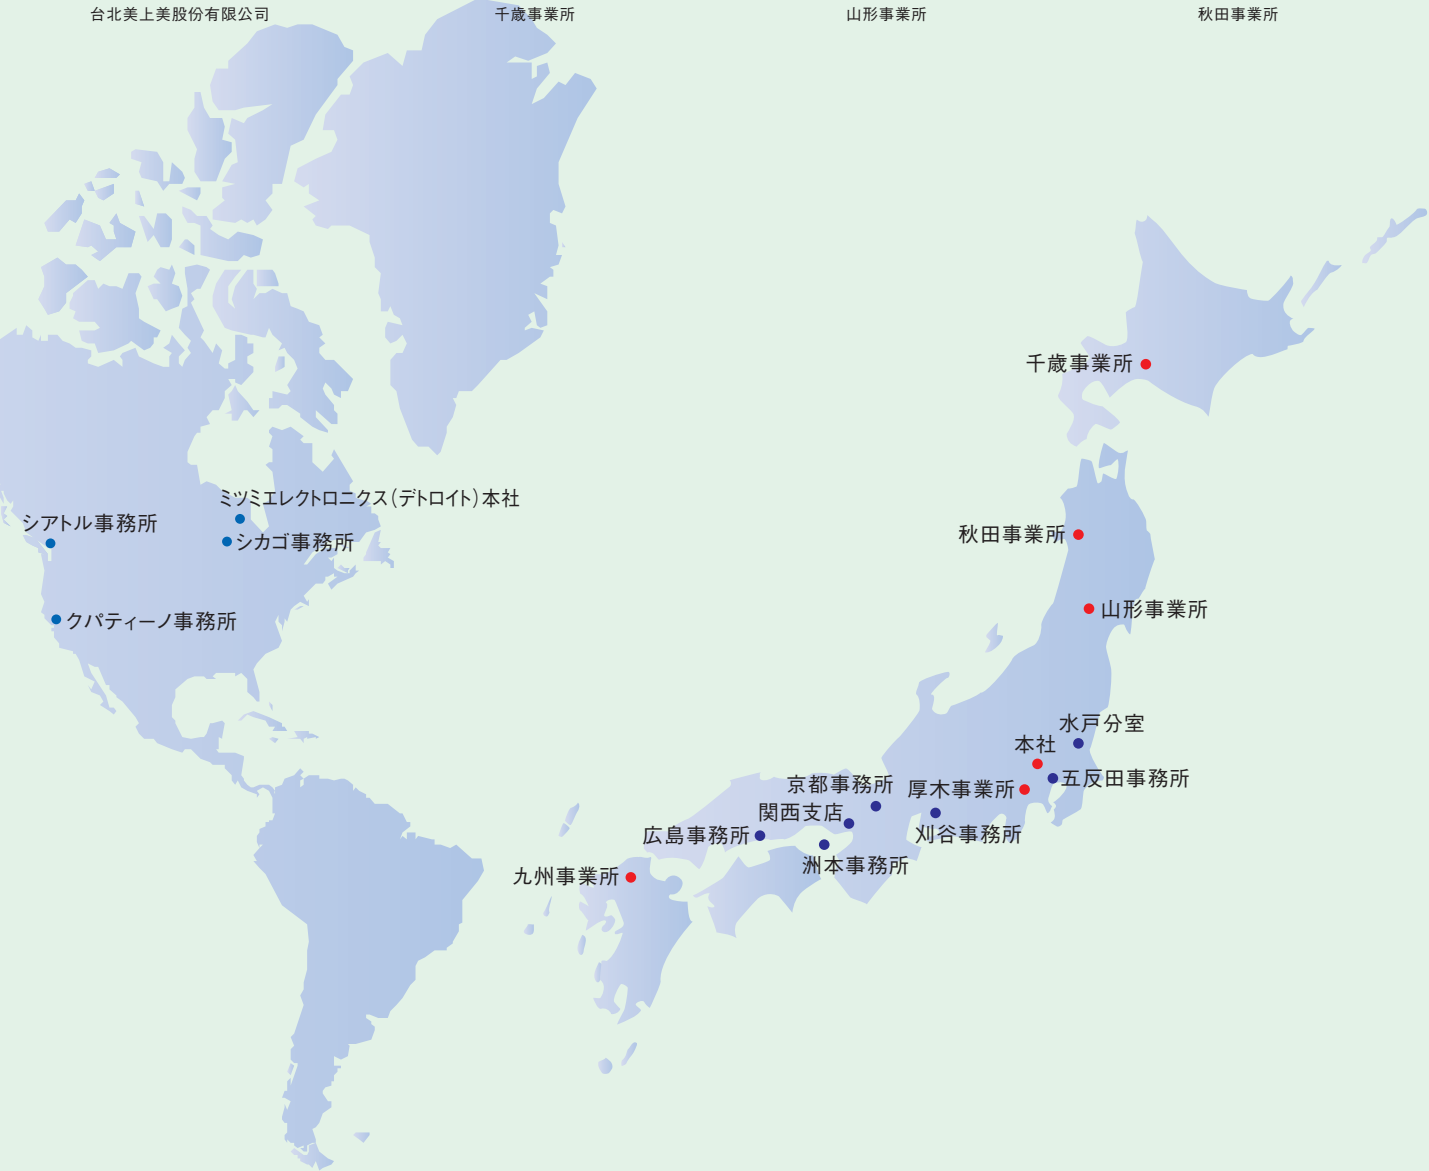 台北美上美股份有限公司
千歳事業所
山形事業所
秋田事業所
千歳事業所
ミツミエレクトロニクス(デトロイト)本社
シアトル事務所
シカゴ事務所
秋田事業所
クパティーノ事務所
山形事業所
水戸分室
本社
五反田事務所
京都事務所
厚木事業所
関西支店
広島事務所
刈谷事務所
洲本事務所
九州事業所